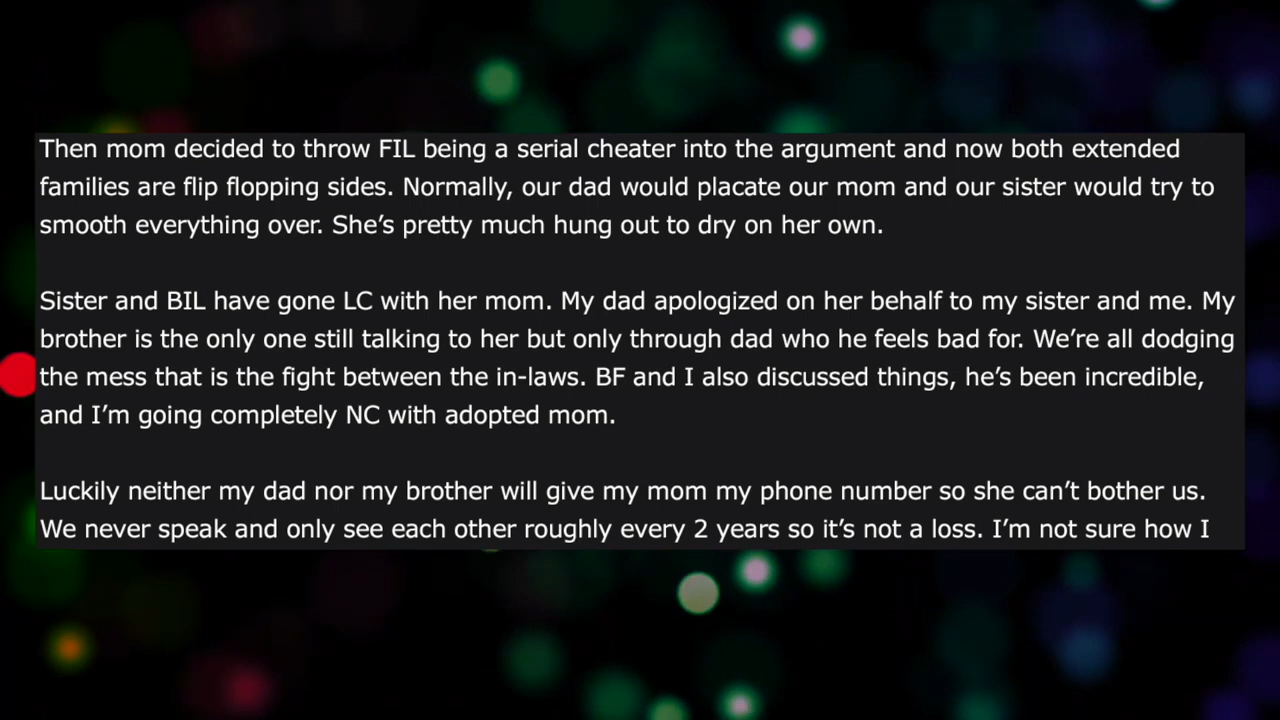 Then mom decided to throw FIL being a serial cheater into the argument and now both extended
families are flip flopping sides. Normally, our dad would placate our mom and our sister would try to
smooth everything over. She’s pretty much hung out to dry on her own.
Sister and BIL have gone LC with her mom. My dad apologized on her behalf to my sister and me. My
brother is the only one still talking to her but only through dad who he feels bad for. We’re all dodging
the mess that is the fight between the in-laws. BF and I also discussed things, he’s been incredible,
and I’m going completely NC with adopted mom.
Luckily neither my dad nor my brother will give my mom my phone number so she can’t bother us.
We never speak and only see each other roughly every 2 years so it’s not a loss. I’m not sure how I